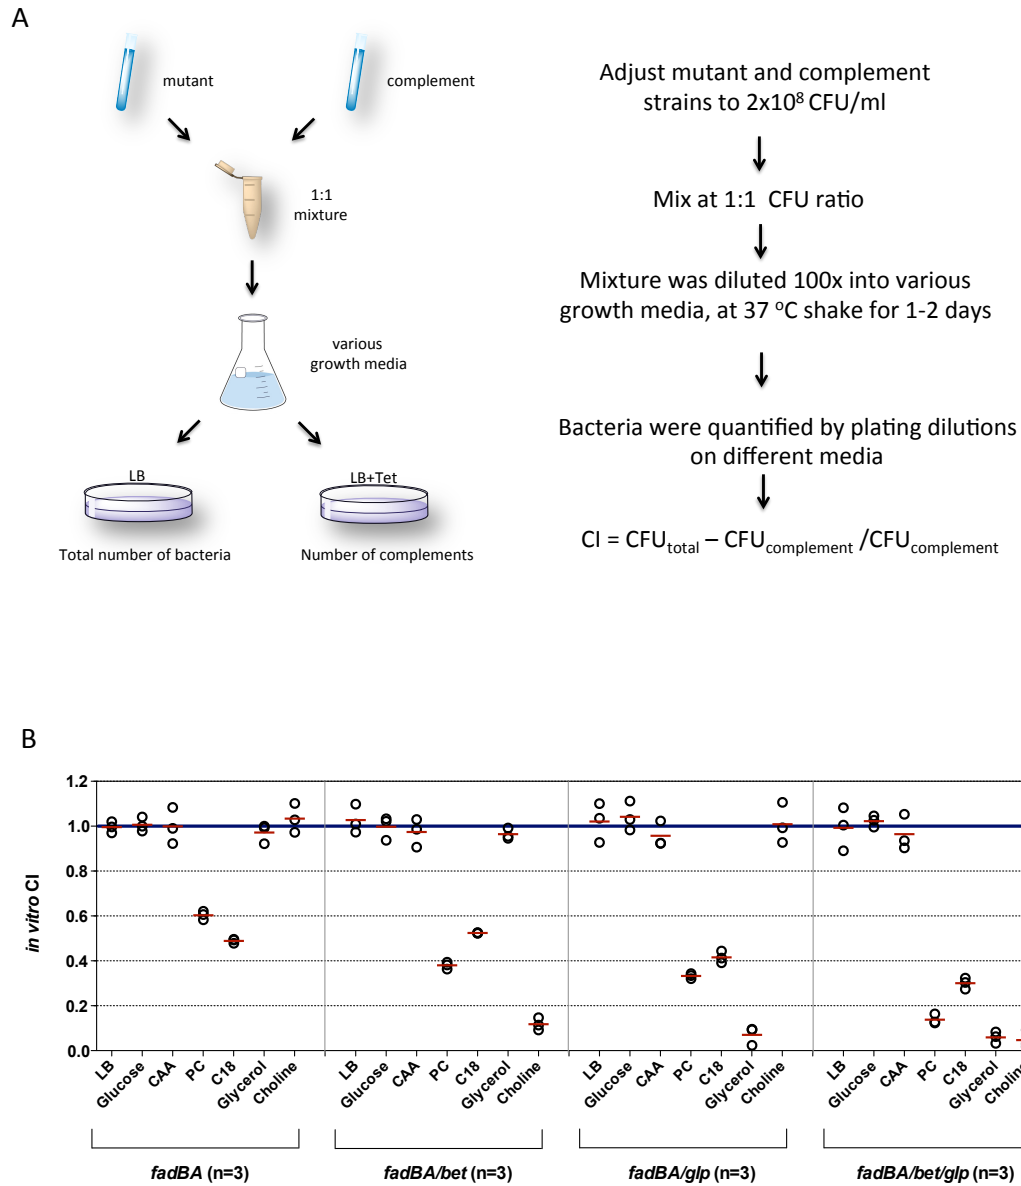 A
mutant
complement
1:1
mixture
various
growth media
LB
LB+Tet
Total number of bacteria
Number of complements
Adjust mutant and complement
strains to 2x10⁸ CFU/ml
Mix at 1:1 CFU ratio
Mixture was diluted 100x into various
growth media, at 37 ᵒC shake for 1-2 days
Bacteria were quantified by plating dilutions
on different media
CI = CFUtotal – CFUcomplement /CFUcomplement
B
in vitro CI
1.2
1.0
0.8
0.6
0.4
0.2
0.0
LB
Glucose
CAA
PC
C18
Glycerol
Choline
LB
Glucose
CAA
PC
C18
Glycerol
Choline
LB
Glucose
CAA
PC
C18
Glycerol
Choline
LB
Glucose
CAA
PC
C18
Glycerol
Choline
fadBA (n=3)
fadBA/bet (n=3)
fadBA/glp (n=3)
fadBA/bet/glp (n=3)